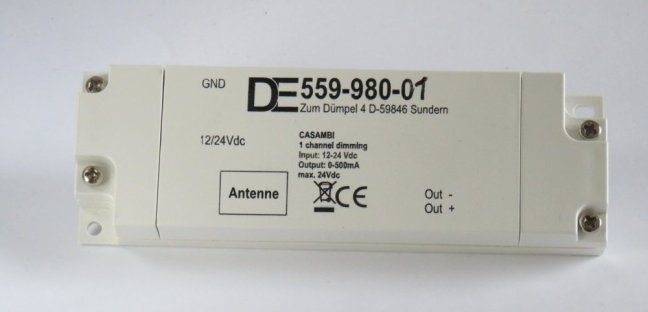 GND
DE 559-980-01
Zum Dümpel 4 D-59846 Sundern
12/24Vdc
CASAMBI
1 channel dimming
Input: 12-24 Vdc
Output: 0-500mA
max. 24Vdc
Antenne
CE
Out -
Out +